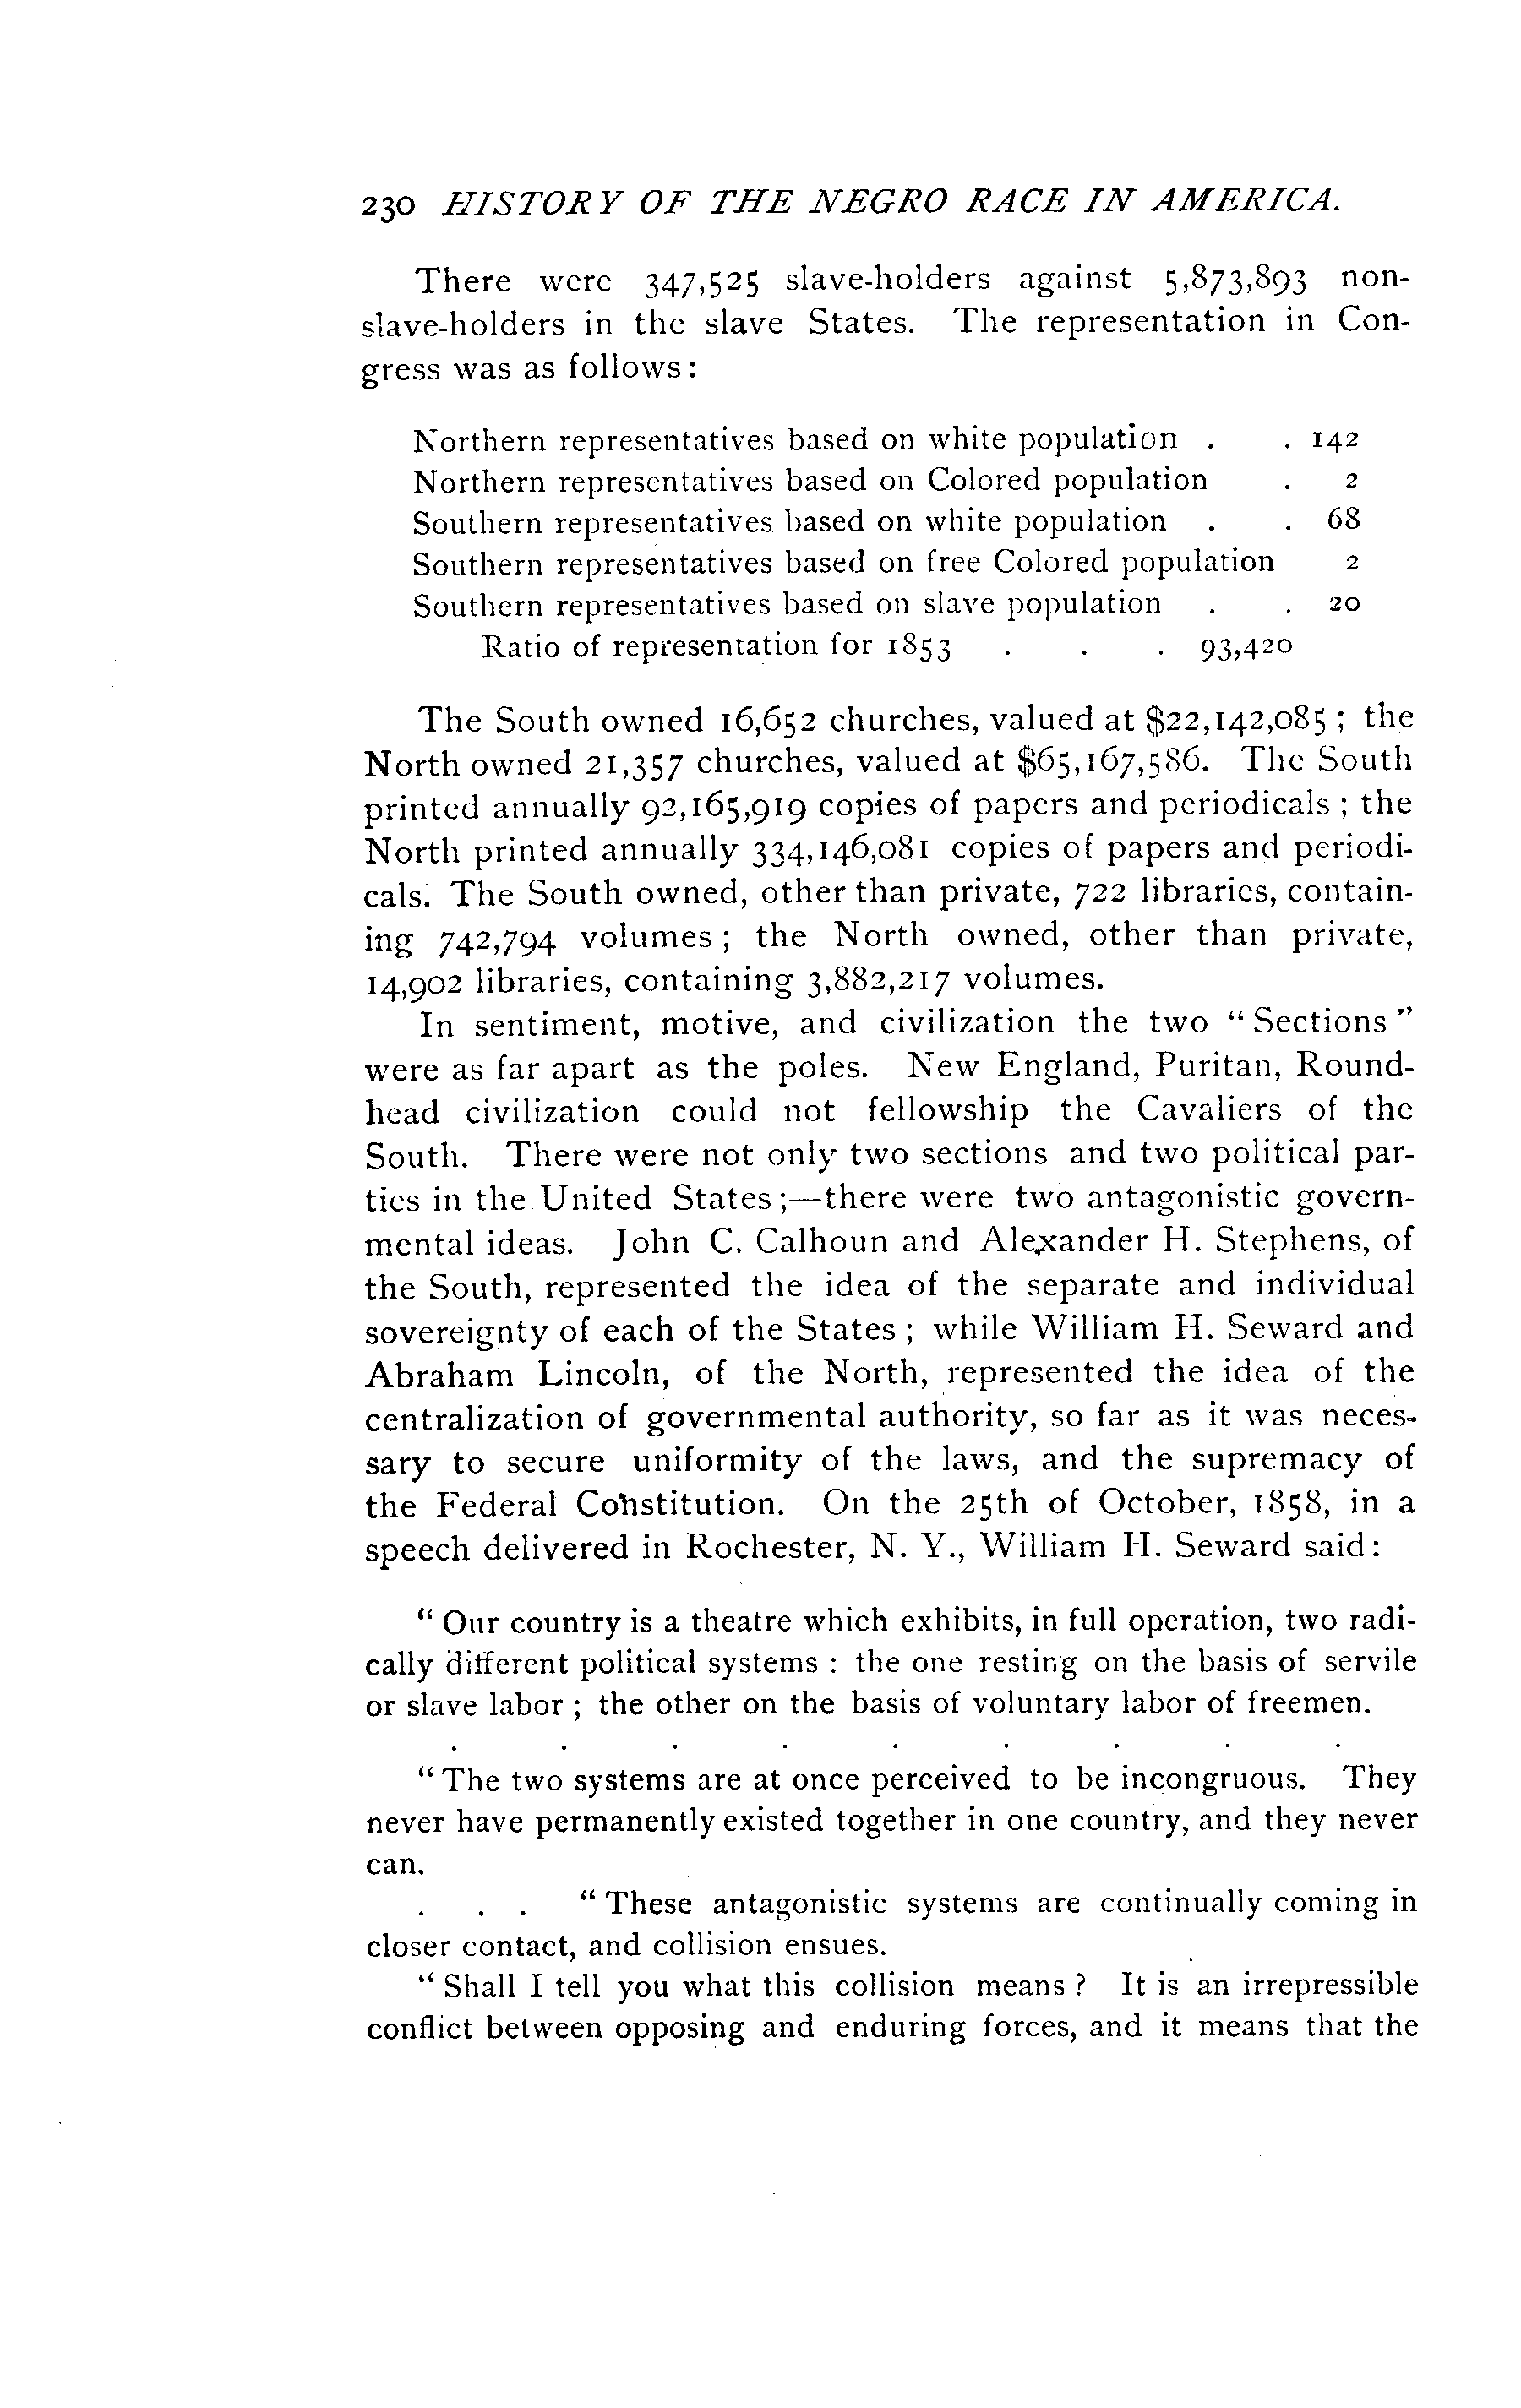 230 HISTORY OF THE NEGRO RACE IN AMERICA.
There were 347,525 slave-holders against 5,873,893 non-
slave-holders in the slave States. The representation in Con-
gress was as follows:
Northern representatives based on white population . . 142
Northern representatives based on Colored population . 2
Southern representatives based on white population . . 68
Southern representatives based on free Colored population 2
Southern representatives based on slave population . . 20
Ratio of representation for 1853 . . . 93,420
The South owned 16,652 churches, valued at $22,142,085 ; the
North owned 21,357 churches, valued at $65,167,586. The South
printed annually 92,165,919 copies of papers and periodicals ; the
North printed annually 334,146,081 copies of papers and periodi-
cals. The South owned, other than private, 722 libraries, contain-
ing 742,794 volumes ; the North owned, other than private,
14,902 libraries, containing 3,882,217 volumes.
In sentiment, motive, and civilization the two “ Sections ”
were as far apart as the poles. New England, Puritan, Round-
head civilization could not fellowship the Cavaliers of the
South. There were not only two sections and two political par-
ties in the United States ;—there were two antagonistic govern-
mental ideas. John C. Calhoun and Alexander H. Stephens, of
the South, represented the idea of the separate and individual
sovereignty of each of the States ; while William H. Seward and
Abraham Lincoln, of the North, represented the idea of the
centralization of governmental authority, so far as it was neces-
sary to secure uniformity of the laws, and the supremacy of
the Federal Constitution. On the 25th of October, 1858, in a
speech delivered in Rochester, N. Y., William H. Seward said:
“ Our country is a theatre which exhibits, in full operation, two radi-
cally different political systems : the one resting on the basis of servile
or slave labor ; the other on the basis of voluntary labor of freemen.
. . . . . . . . .
“ The two systems are at once perceived to be incongruous. They
never have permanently existed together in one country, and they never
can.
. . . “ These antagonistic systems are continually coming in
closer contact, and collision ensues.
“ Shall I tell you what this collision means ? It is an irrepressible
conflict between opposing and enduring forces, and it means that the